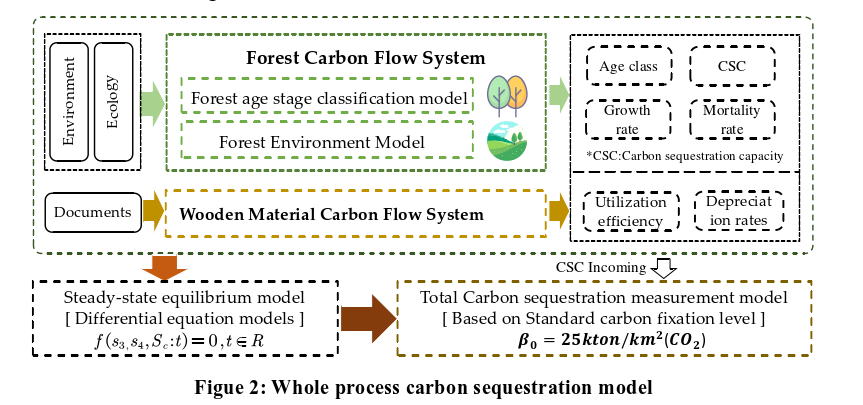 Environment
Ecology
Forest Carbon Flow System
Forest age stage classification model
Forest Environment Model
Age class
CSC
Growth
rate
Mortality
rate
*CSC:Carbon sequestration capacity
Documents
Wooden Material Carbon Flow System
Utilization
efficiency
Depreciat
ion rates
CSC Incoming
Steady-state equilibrium model
[ Differential equation models ]
f(s₃,s₄,S_c:t)=0,t∈R
Total Carbon sequestration measurement model
[ Based on Standard carbon fixation level ]
β₀ = 25kton/km²(CO₂)
Figue 2: Whole process carbon sequestration model